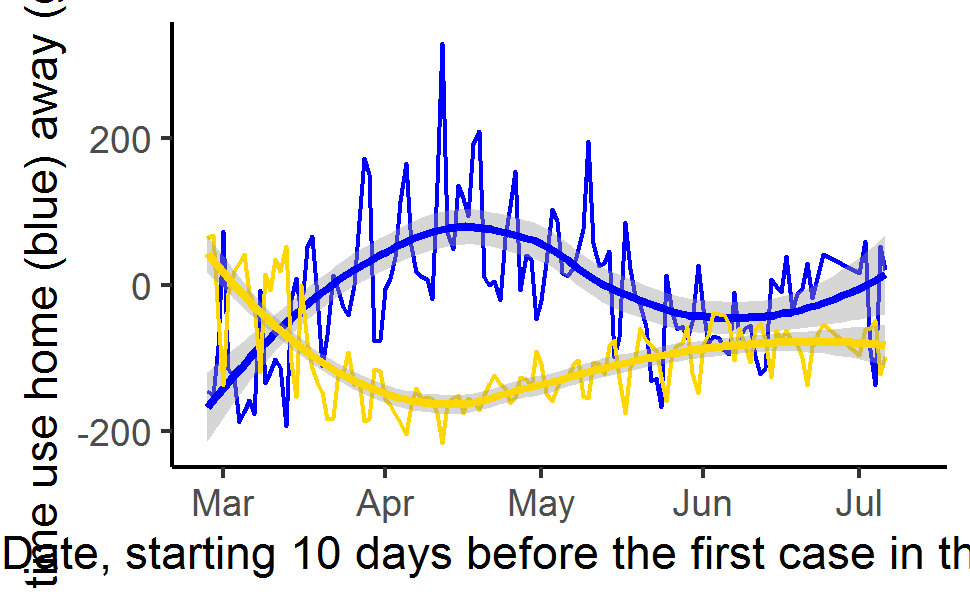 time use home (blue) away (
200
0
-200
Mar Apr May Jun Jul
Date, starting 10 days before the first case in th